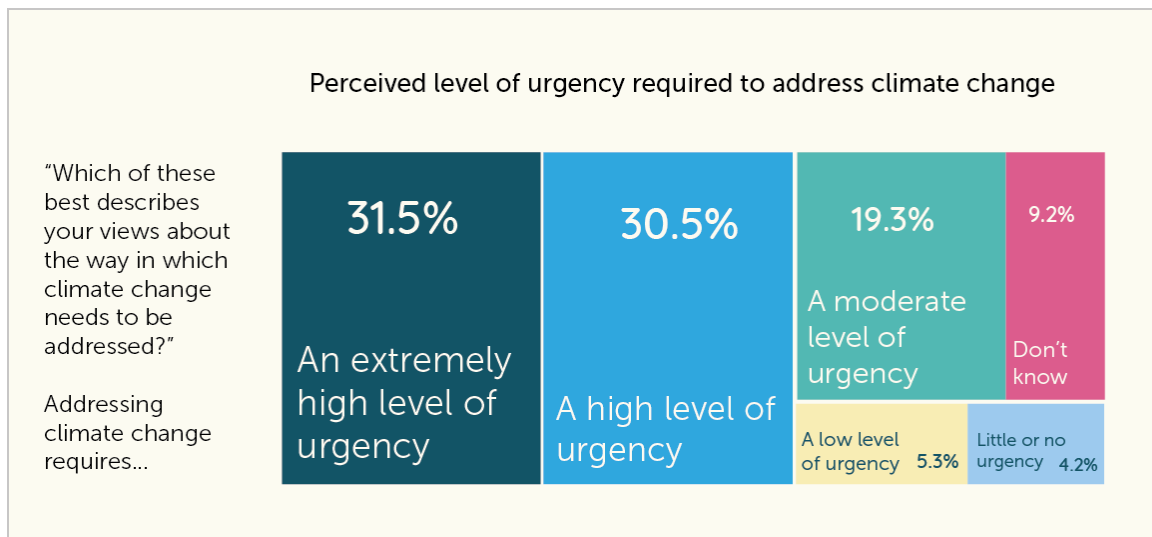 Perceived level of urgency required to address climate change
“Which of these
best describes
your views about
the way in which
climate change
needs to be
addressed?”
Addressing
climate change
requires...
31.5%
An extremely
high level of
urgency
30.5%
A high level of
urgency
19.3%
A moderate
level of
urgency
9.2%
Don’t
know
A low level
of urgency 5.3%
Little or no
urgency 4.2%